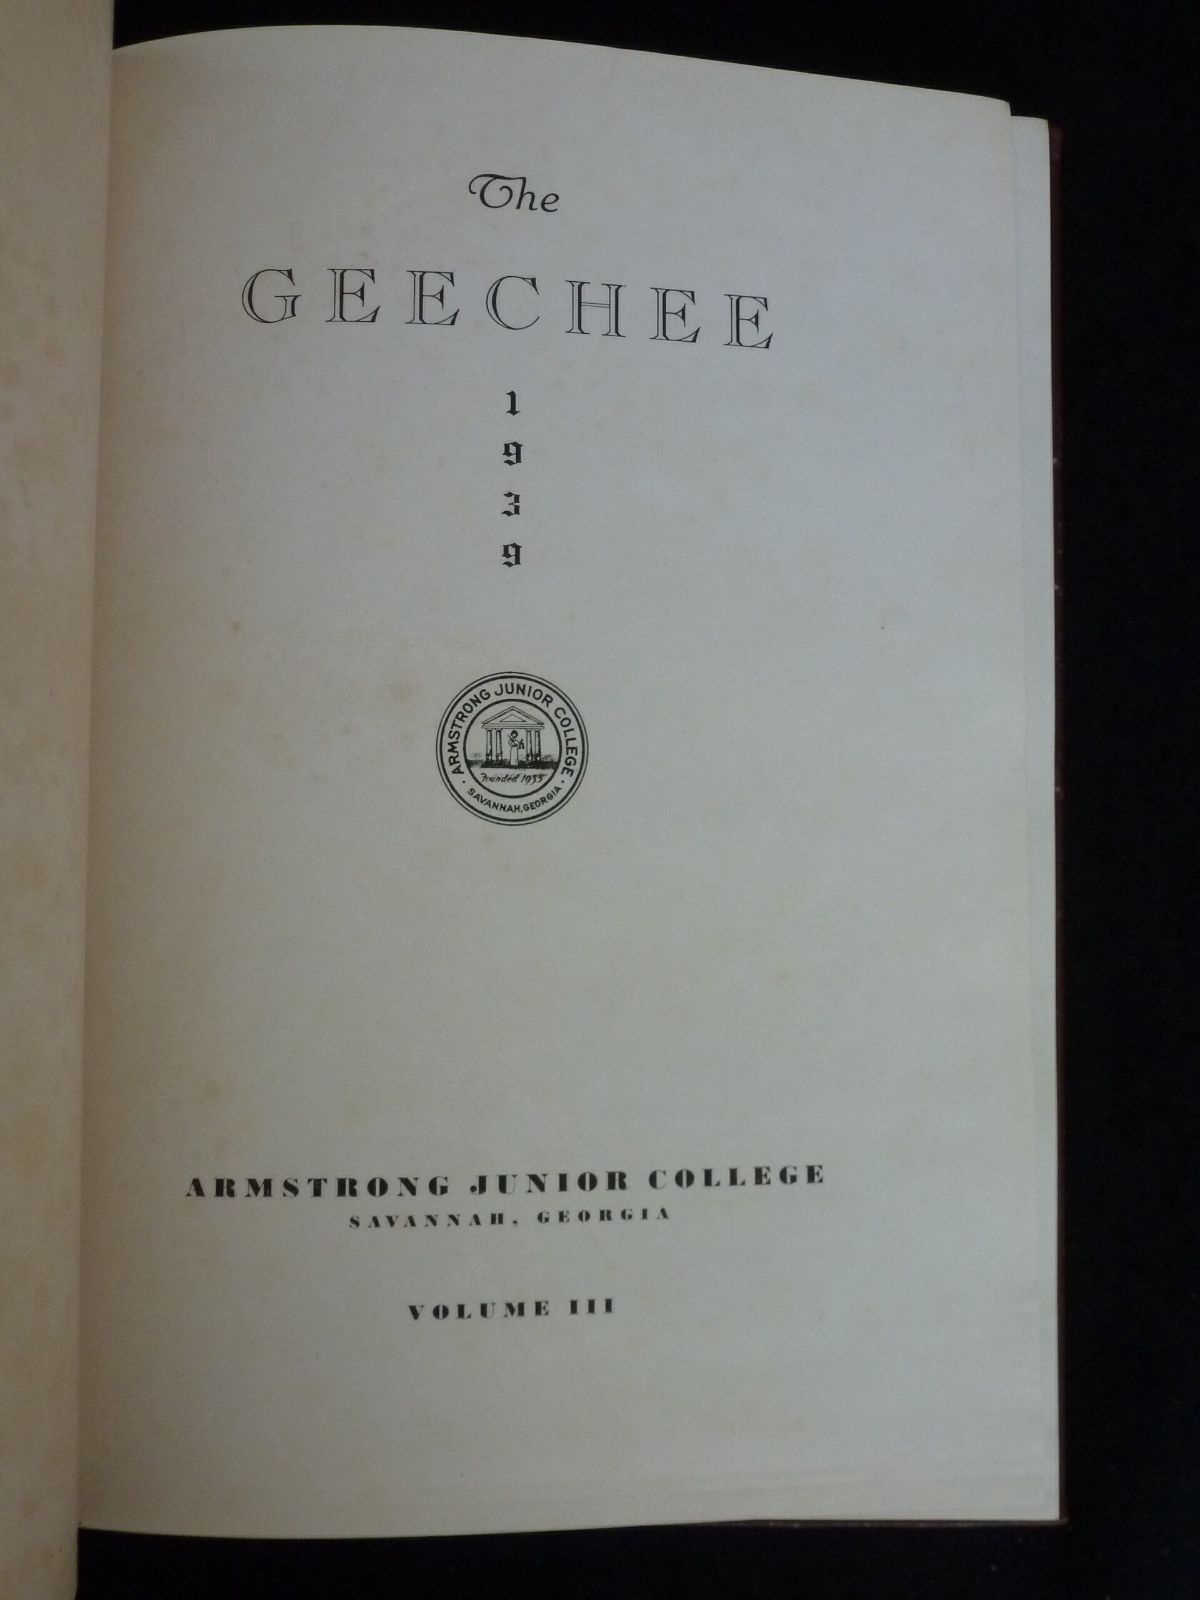 The
GEECHEE
1
9
3
9
ARMSTRONG JUNIOR COLLEGE
Founded 1935
SAVANNAH, GEORGIA
ARMSTRONG JUNIOR COLLEGE
SAVANNAH, GEORGIA
VOLUME III